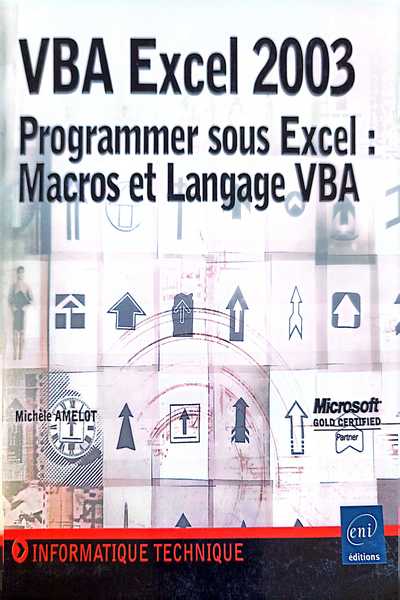 VBA Excel 2003
Programmer sous Excel :
Macros et Langage VBA
Michèle AMELOT
Microsoft
GOLD CERTIFIED
Partner
INFORMATIQUE TECHNIQUE
eni
éditions